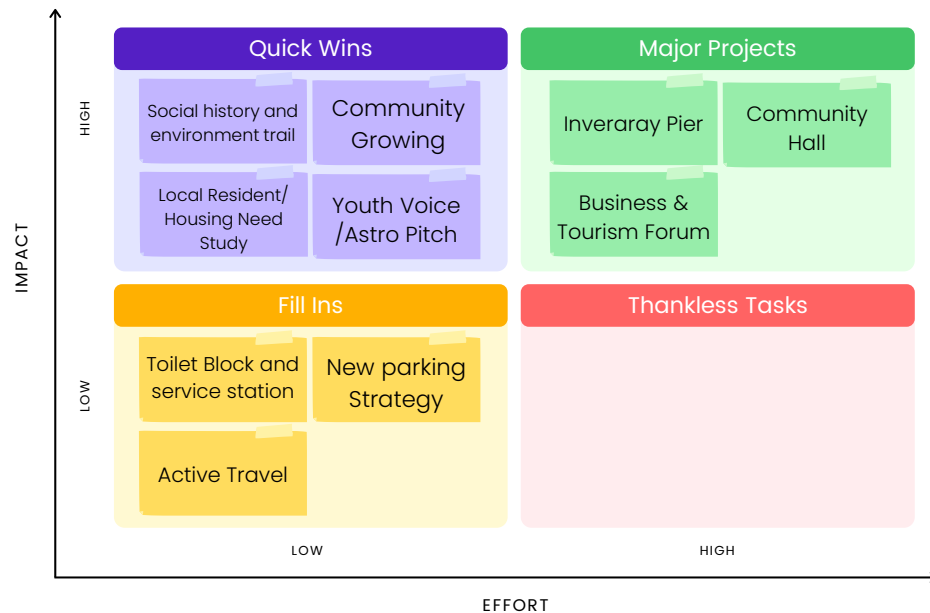 IMPACT
HIGH
LOW
Quick Wins
Social history and
environment trail
Community
Growing
Local Resident/
Housing Need
Study
Youth Voice
/Astro Pitch
Major Projects
Inveraray Pier
Community
Hall
Business &
Tourism Forum
Fill Ins
Toilet Block and
service station
New parking
Strategy
Active Travel
Thankless Tasks
LOW
HIGH
EFFORT